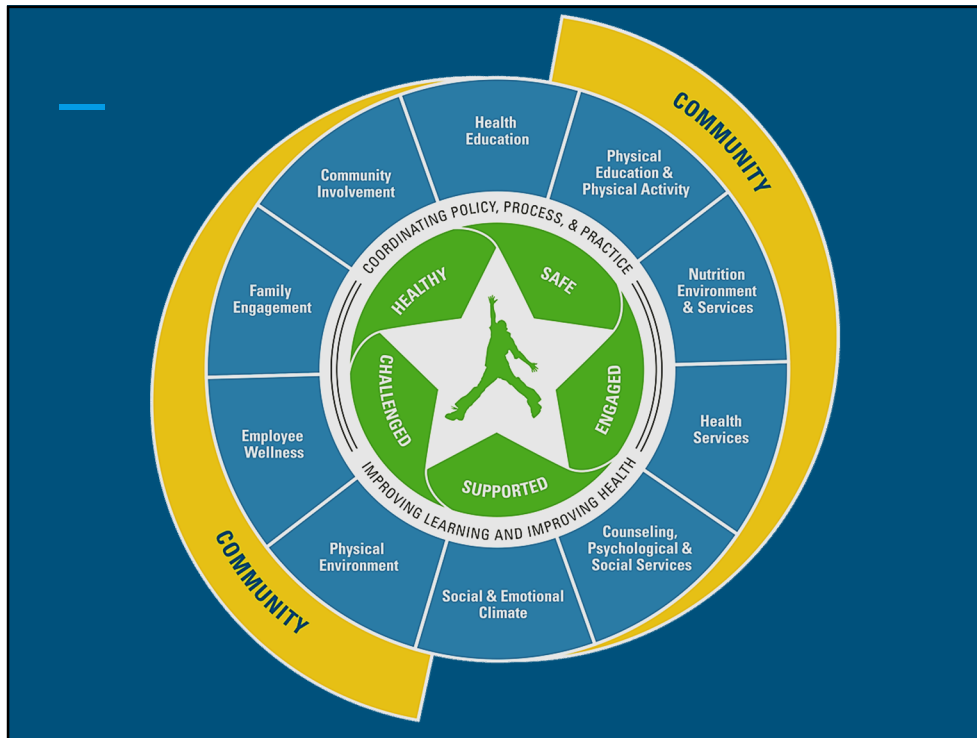 COMMUNITY
Health
Education
Physical
Education &
Physical Activity
Nutrition
Environment
& Services
Health
Services
Counseling,
Psychological &
Social Services
Social & Emotional
Climate
Physical
Environment
Employee
Wellness
Family
Engagement
Community
Involvement
COORDINATING POLICY, PROCESS, & PRACTICE
IMPROVING LEARNING AND IMPROVING HEALTH
HEALTHY
SAFE
ENGAGED
SUPPORTED
CHALLENGED
COMMUNITY